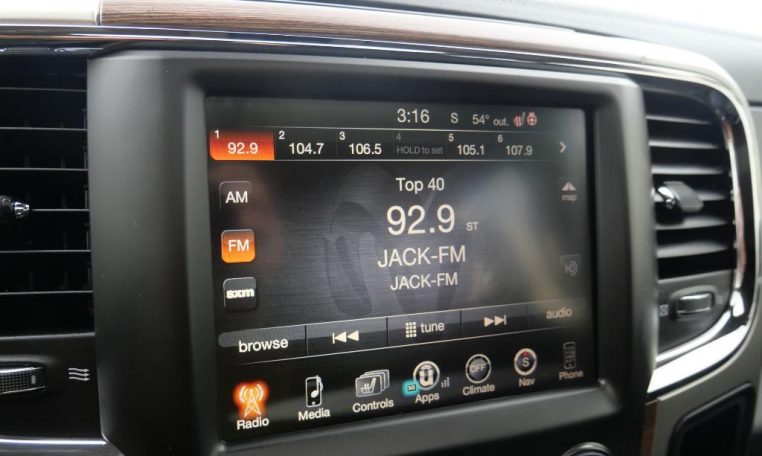 3:16 S 54° out.
1 92.9 2 104.7 3 106.5 4 HOLD to set 5 105.1 6 107.9
Top 40
AM
map
92.9 ST
FM
JACK-FM
HD
JACK-FM
sxm
browse tune audio
Radio Media Controls Apps OFF Climate S Nav Phone